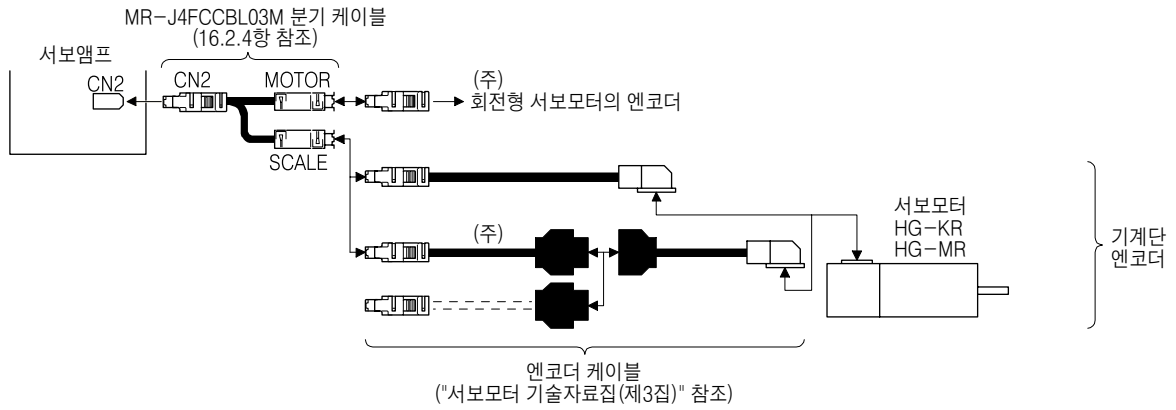 MR-J4FCCBL03M 분기 케이블
(16.2.4항 참조)
서보앰프
CN2
CN2
MOTOR
(주)
회전형 서보모터의 엔코더
SCALE
서보모터
HG-KR
HG-MR
기계단
엔코더
(주)
엔코더 케이블
("서보모터 기술자료집(제3집)" 참조)